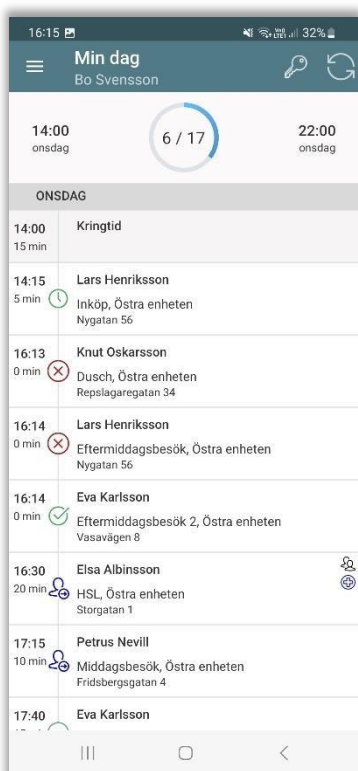 16:15 32%
Min dag
Bo Svensson
14:00
onsdag
6 / 17
22:00
onsdag
ONSDAG
14:00 Kringtid
15 min
14:15 Lars Henriksson
5 min Inköp, Östra enheten
Nygatan 56
16:13 Knut Oskarsson
0 min Dusch, Östra enheten
Repslagaregatan 34
16:14 Lars Henriksson
0 min Eftermiddagsbesök, Östra enheten
Nygatan 56
16:14 Eva Karlsson
0 min Eftermiddagsbesök 2, Östra enheten
Vasavägen 8
16:30 Elsa Albinsson
20 min HSL, Östra enheten
Storgatan 1
17:15 Petrus Nevill
10 min Middagsbesök, Östra enheten
Fridsbergsgatan 4
17:40 Eva Karlsson